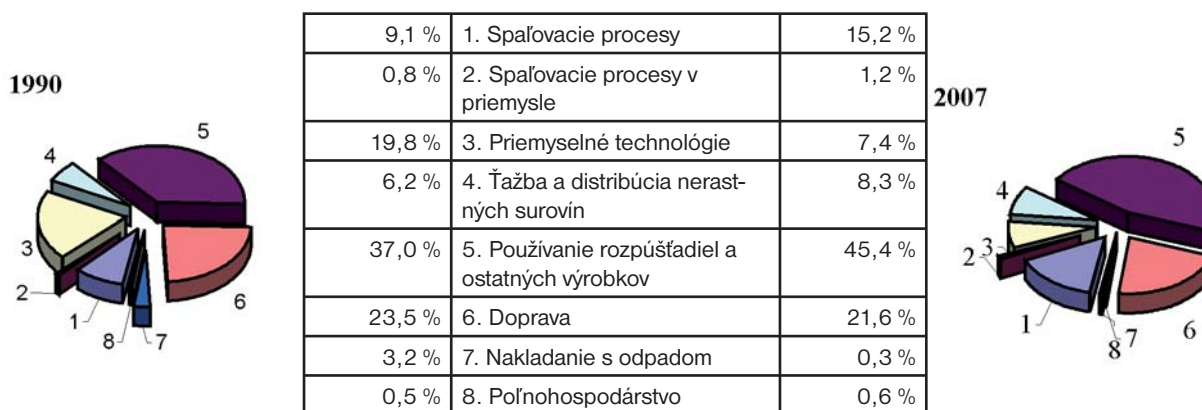 1990
5
4
3
2
1
8
7
6
9,1 % 1. Spaľovacie procesy 15,2 %
0,8 % 2. Spaľovacie procesy v
priemysle 1,2 %
19,8 % 3. Priemyselné technológie 7,4 %
6,2 % 4. Ťažba a distribúcia nerast-
ných surovín 8,3 %
37,0 % 5. Používanie rozpúšťadiel a
ostatných výrobkov 45,4 %
23,5 % 6. Doprava 21,6 %
3,2 % 7. Nakladanie s odpadom 0,3 %
0,5 % 8. Poľnohospodárstvo 0,6 %
2007
5
4
3
2
1
8
7
6